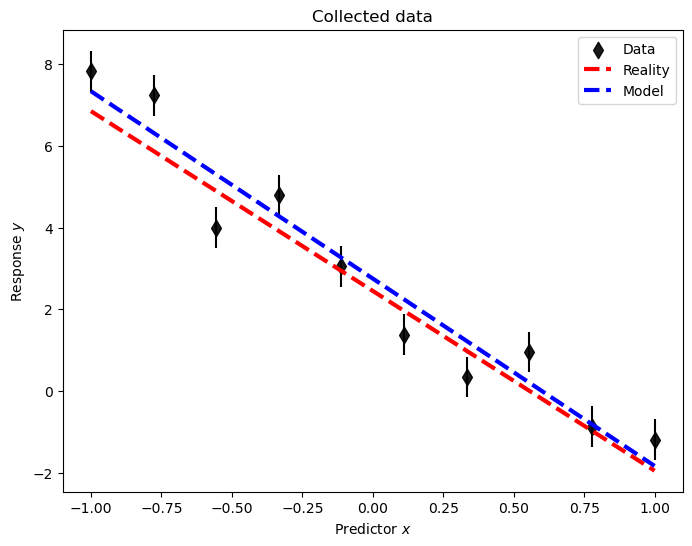 Collected data
Data
Reality
Model
Response y
8
6
4
2
0
−2
−1.00 −0.75 −0.50 −0.25 0.00 0.25 0.50 0.75 1.00
Predictor x